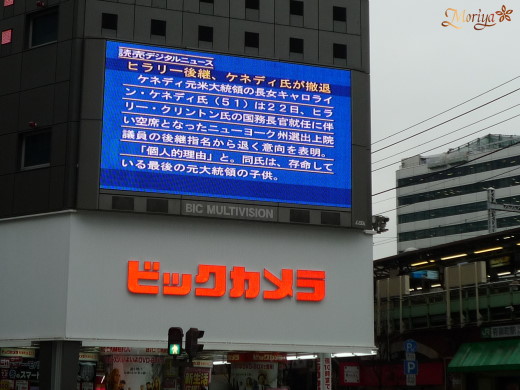 Moriya
読売デジタルニュース
ヒラリー後継、ケネディ氏が撤退
ケネディ元米大統領の長女キャロライ
ン・ケネディ氏(51)は22日、ヒラ
リー・クリントン氏の国務長官就任に伴
い空席となったニューヨーク州選出上院
議員の後継指名から退く意向を表明。
「個人的理由」と。同氏は、存命して
いる最後の元大統領の子供。
BIC MULTIVISION
ビックカメラ
P